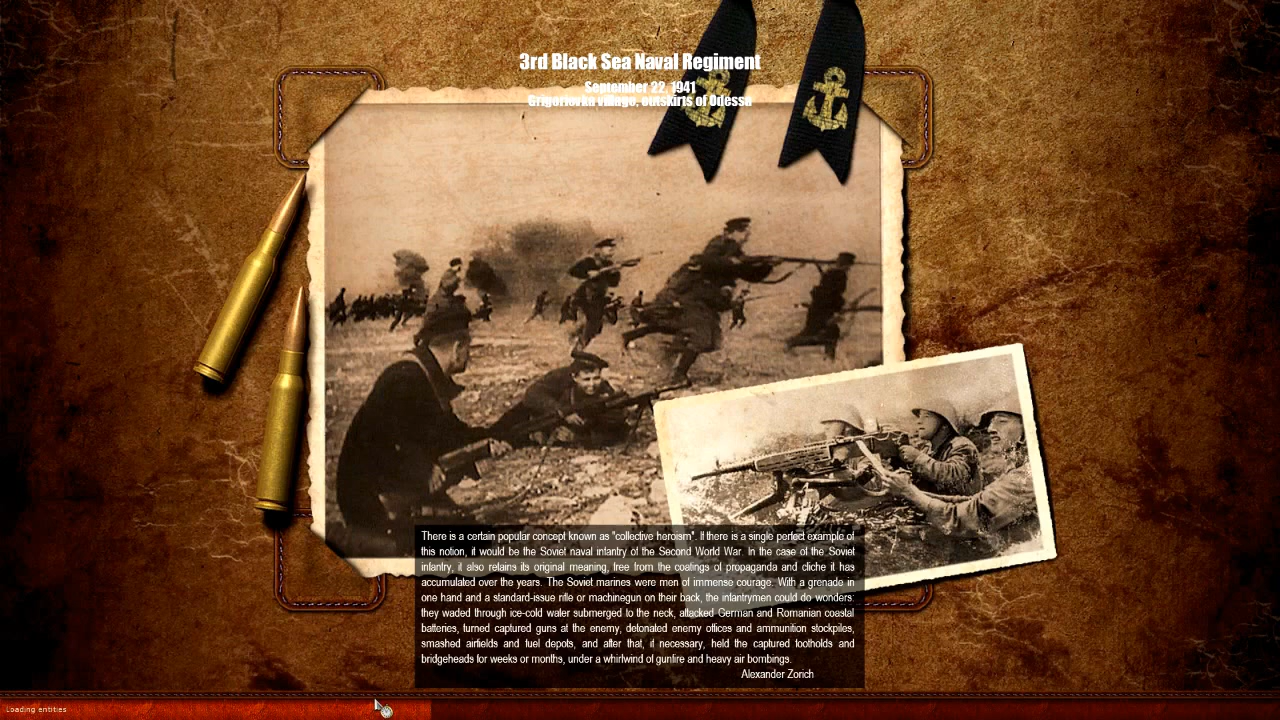 3rd Black Sea Naval Regiment
September 22, 1941
Grigorievka village, outskirts of Odessa
There is a certain popular concept known as "collective heroism". If there is a single perfect example of
this notion, it would be the Soviet naval infantry of the Second World War. In the case of the Soviet
infantry, it also retains its original meaning, free from the coatings of propaganda and cliche it has
accumulated over the years. The Soviet marines were men of immense courage. With a grenade in
one hand and a standard-issue rifle or machinegun on their back, the infantrymen could do wonders:
they waded through ice-cold water submerged to the neck, attacked German and Romanian coastal
batteries, turned captured guns at the enemy, detonated enemy offices and ammunition stockpiles,
smashed airfields and fuel depots, and after that, if necessary, held the captured footholds and
bridgeheads for weeks or months, under a whirlwind of gunfire and heavy air bombings.
Alexander Zorich
Loading entities